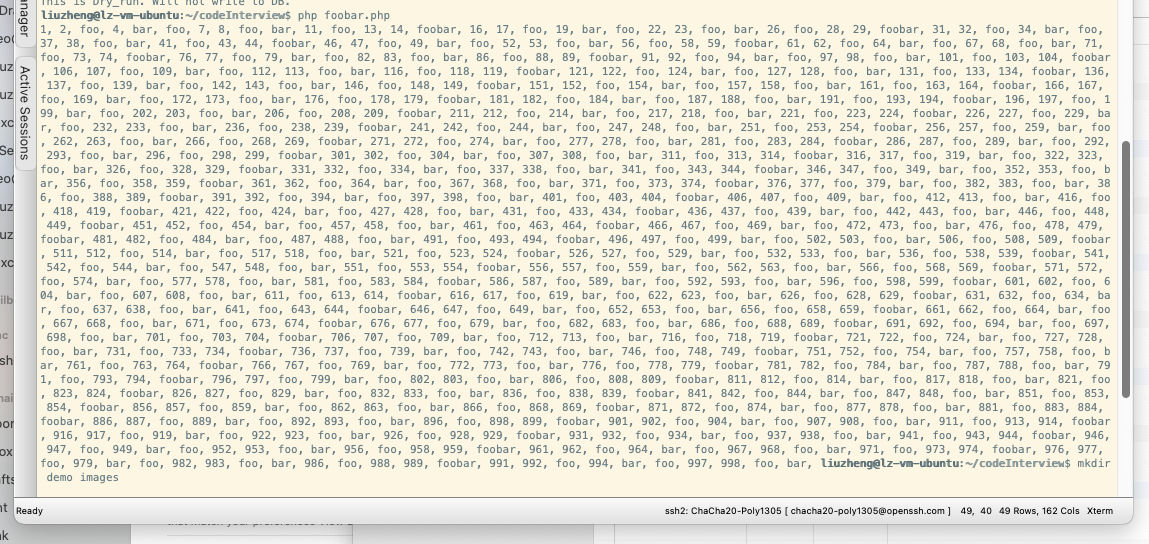 This is Dry_run. Will not write to DB.
liuzheng@lz-vm-ubuntu:~/codeInterview$ php foobar.php
1, 2, foo, 4, bar, foo, 7, 8, foo, bar, 11, foo, 13, 14, foobar, 16, 17, foo, 19, bar, foo, 22, 23, foo, bar, 26, foo, 28, 29, foobar, 31, 32, foo, 34, bar, foo,
37, 38, foo, bar, 41, foo, 43, 44, foobar, 46, 47, foo, 49, bar, foo, 52, 53, foo, bar, 56, foo, 58, 59, foobar, 61, 62, foo, 64, bar, foo, 67, 68, foo, bar, 71,
foo, 73, 74, foobar, 76, 77, foo, 79, bar, foo, 82, 83, foo, bar, 86, foo, 88, 89, foobar, 91, 92, foo, 94, bar, foo, 97, 98, foo, bar, 101, foo, 103, 104, foobar
, 106, 107, foo, 109, bar, foo, 112, 113, foo, bar, 116, foo, 118, 119, foobar, 121, 122, foo, 124, bar, foo, 127, 128, foo, bar, 131, foo, 133, 134, foobar, 136,
137, foo, 139, bar, foo, 142, 143, foo, bar, 146, foo, 148, 149, foobar, 151, 152, foo, 154, bar, foo, 157, 158, foo, bar, 161, foo, 163, 164, foobar, 166, 167,
foo, 169, bar, foo, 172, 173, foo, bar, 176, foo, 178, 179, foobar, 181, 182, foo, 184, bar, foo, 187, 188, foo, bar, 191, foo, 193, 194, foobar, 196, 197, foo, 1
99, bar, foo, 202, 203, foo, bar, 206, foo, 208, 209, foobar, 211, 212, foo, 214, bar, foo, 217, 218, foo, bar, 221, foo, 223, 224, foobar, 226, 227, foo, 229, ba
r, foo, 232, 233, foo, bar, 236, foo, 238, 239, foobar, 241, 242, foo, 244, bar, foo, 247, 248, foo, bar, 251, foo, 253, 254, foobar, 256, 257, foo, 259, bar, foo
, 262, 263, foo, bar, 266, foo, 268, 269, foobar, 271, 272, foo, 274, bar, foo, 277, 278, foo, bar, 281, foo, 283, 284, foobar, 286, 287, foo, 289, bar, foo, 292,
293, foo, bar, 296, foo, 298, 299, foobar, 301, 302, foo, 304, bar, foo, 307, 308, foo, bar, 311, foo, 313, 314, foobar, 316, 317, foo, 319, bar, foo, 322, 323,
foo, bar, 326, foo, 328, 329, foobar, 331, 332, foo, 334, bar, foo, 337, 338, foo, bar, 341, foo, 343, 344, foobar, 346, 347, foo, 349, bar, foo, 352, 353, foo, b
ar, 356, foo, 358, 359, foobar, 361, 362, foo, 364, bar, foo, 367, 368, foo, bar, 371, foo, 373, 374, foobar, 376, 377, foo, 379, bar, foo, 382, 383, foo, bar, 38
6, foo, 388, 389, foobar, 391, 392, foo, 394, bar, foo, 397, 398, foo, bar, 401, foo, 403, 404, foobar, 406, 407, foo, 409, bar, foo, 412, 413, foo, bar, 416, foo
, 418, 419, foobar, 421, 422, foo, 424, bar, foo, 427, 428, foo, bar, 431, foo, 433, 434, foobar, 436, 437, foo, 439, bar, foo, 442, 443, foo, bar, 446, foo, 448,
449, foobar, 451, 452, foo, 454, bar, foo, 457, 458, foo, bar, 461, foo, 463, 464, foobar, 466, 467, foo, 469, bar, foo, 472, 473, foo, bar, 476, foo, 478, 479,
foobar, 481, 482, foo, 484, bar, foo, 487, 488, foo, bar, 491, foo, 493, 494, foobar, 496, 497, foo, 499, bar, foo, 502, 503, foo, bar, 506, foo, 508, 509, foobar
, 511, 512, foo, 514, bar, foo, 517, 518, foo, bar, 521, foo, 523, 524, foobar, 526, 527, foo, 529, bar, foo, 532, 533, foo, bar, 536, foo, 538, 539, foobar, 541,
542, foo, 544, bar, foo, 547, 548, foo, bar, 551, foo, 553, 554, foobar, 556, 557, foo, 559, bar, foo, 562, 563, foo, bar, 566, foo, 568, 569, foobar, 571, 572,
foo, 574, bar, foo, 577, 578, foo, bar, 581, foo, 583, 584, foobar, 586, 587, foo, 589, bar, foo, 592, 593, foo, bar, 596, foo, 598, 599, foobar, 601, 602, foo, 6
04, bar, foo, 607, 608, foo, bar, 611, foo, 613, 614, foobar, 616, 617, foo, 619, bar, foo, 622, 623, foo, bar, 626, foo, 628, 629, foobar, 631, 632, foo, 634, ba
r, foo, 637, 638, foo, bar, 641, foo, 643, 644, foobar, 646, 647, foo, 649, bar, foo, 652, 653, foo, bar, 656, foo, 658, 659, foobar, 661, 662, foo, 664, bar, foo
, 667, 668, foo, bar, 671, foo, 673, 674, foobar, 676, 677, foo, 679, bar, foo, 682, 683, foo, bar, 686, foo, 688, 689, foobar, 691, 692, foo, 694, bar, foo, 697,
698, foo, bar, 701, foo, 703, 704, foobar, 706, 707, foo, 709, bar, foo, 712, 713, foo, bar, 716, foo, 718, 719, foobar, 721, 722, foo, 724, bar, foo, 727, 728,
foo, bar, 731, foo, 733, 734, foobar, 736, 737, foo, 739, bar, foo, 742, 743, foo, bar, 746, foo, 748, 749, foobar, 751, 752, foo, 754, bar, foo, 757, 758, foo, b
ar, 761, foo, 763, 764, foobar, 766, 767, foo, 769, bar, foo, 772, 773, foo, bar, 776, foo, 778, 779, foobar, 781, 782, foo, 784, bar, foo, 787, 788, foo, bar, 79
1, foo, 793, 794, foobar, 796, 797, foo, 799, bar, foo, 802, 803, foo, bar, 806, foo, 808, 809, foobar, 811, 812, foo, 814, bar, foo, 817, 818, foo, bar, 821, foo
, 823, 824, foobar, 826, 827, foo, 829, bar, foo, 832, 833, foo, bar, 836, foo, 838, 839, foobar, 841, 842, foo, 844, bar, foo, 847, 848, foo, bar, 851, foo, 853,
854, foobar, 856, 857, foo, 859, bar, foo, 862, 863, foo, bar, 866, foo, 868, 869, foobar, 871, 872, foo, 874, bar, foo, 877, 878, foo, bar, 881, foo, 883, 884,
foobar, 886, 887, foo, 889, bar, foo, 892, 893, foo, bar, 896, foo, 898, 899, foobar, 901, 902, foo, 904, bar, foo, 907, 908, foo, bar, 911, foo, 913, 914, foobar
, 916, 917, foo, 919, bar, foo, 922, 923, foo, bar, 926, foo, 928, 929, foobar, 931, 932, foo, 934, bar, foo, 937, 938, foo, bar, 941, foo, 943, 944, foobar, 946,
947, foo, 949, bar, foo, 952, 953, foo, bar, 956, foo, 958, 959, foobar, 961, 962, foo, 964, bar, foo, 967, 968, foo, bar, 971, foo, 973, 974, foobar, 976, 977,
foo, 979, bar, foo, 982, 983, foo, bar, 986, foo, 988, 989, foobar, 991, 992, foo, 994, bar, foo, 997, 998, foo, bar, liuzheng@lz-vm-ubuntu:~/codeInterview$ mkdir
demo images
nager
Active Sessions
Ready
ssh2: ChaCha20-Poly1305 [ chacha20-poly1305@openssh.com ] 49, 40 49 Rows, 162 Cols Xterm